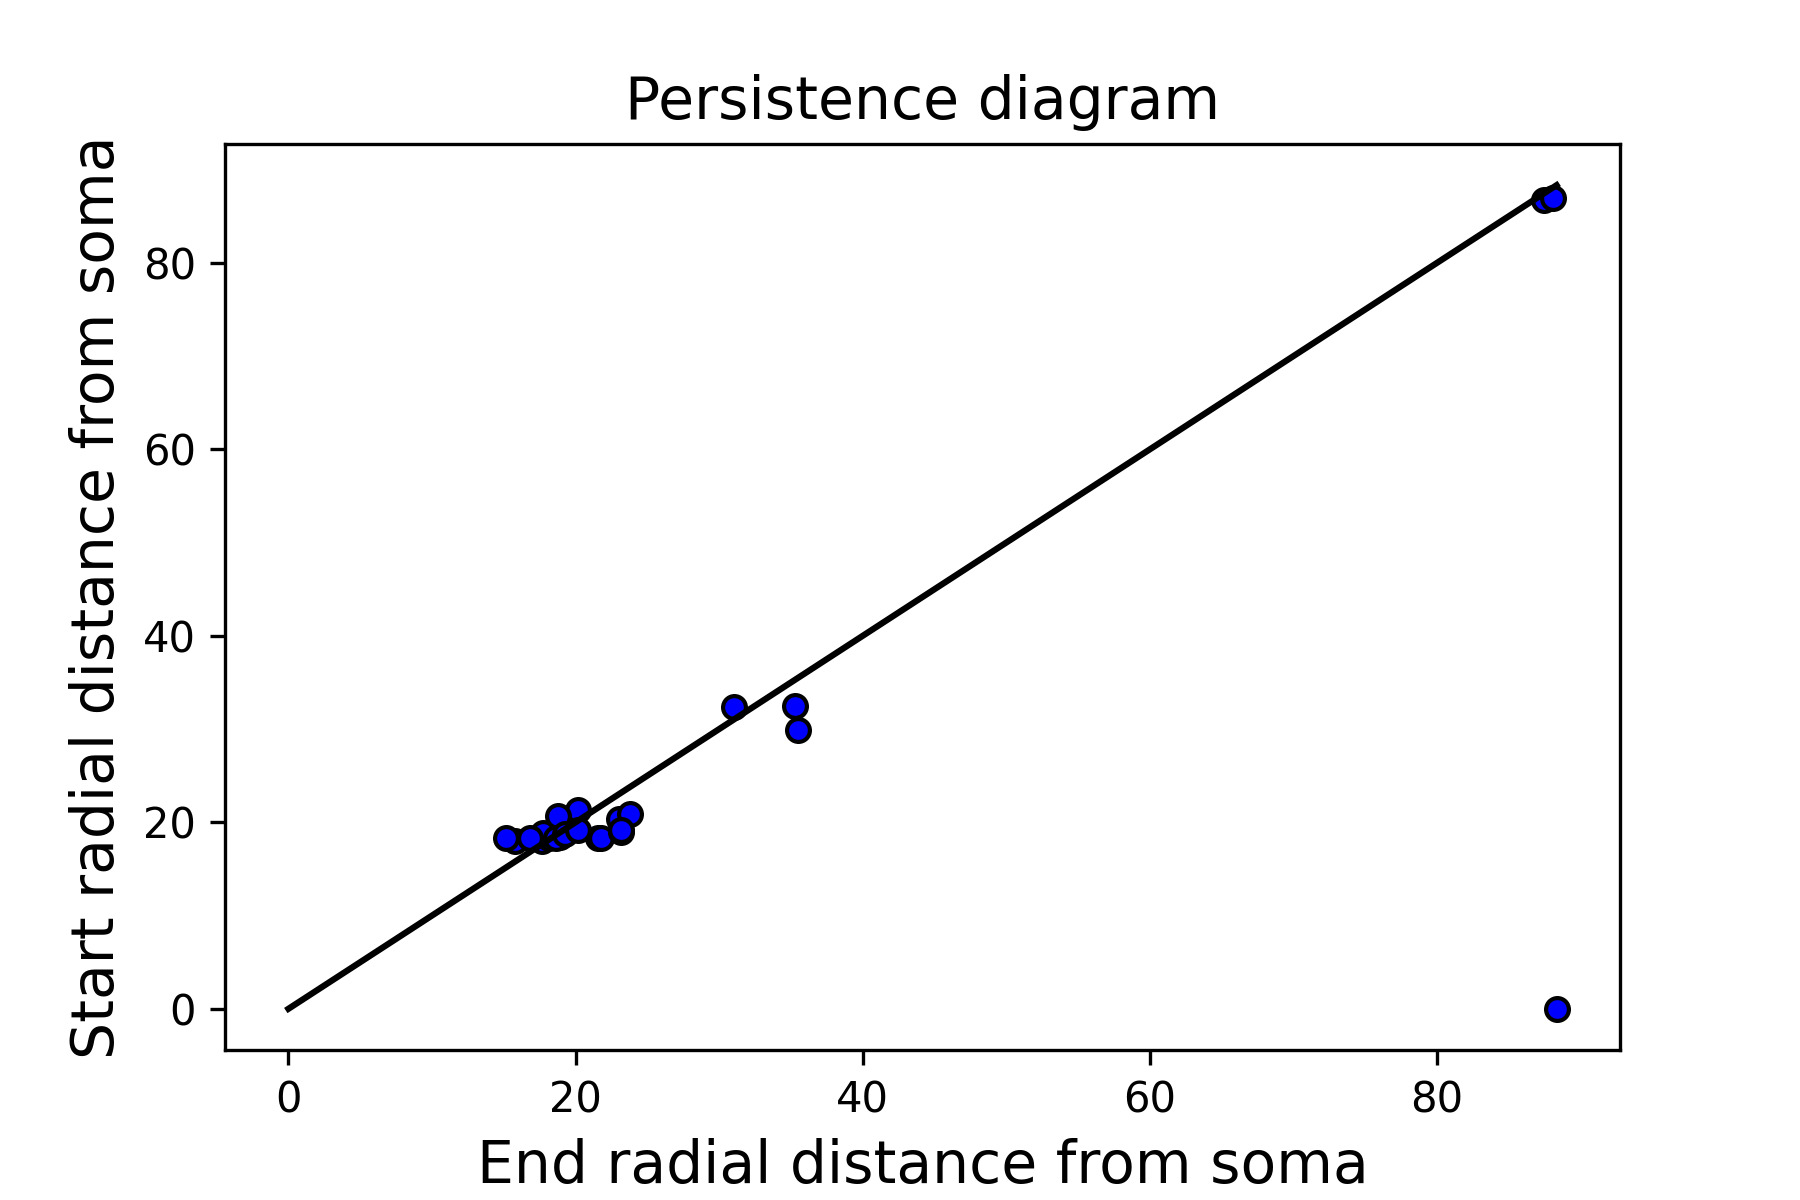 Persistence diagram
Start radial distance from soma
80
60
40
20
0
0 20 40 60 80
End radial distance from soma